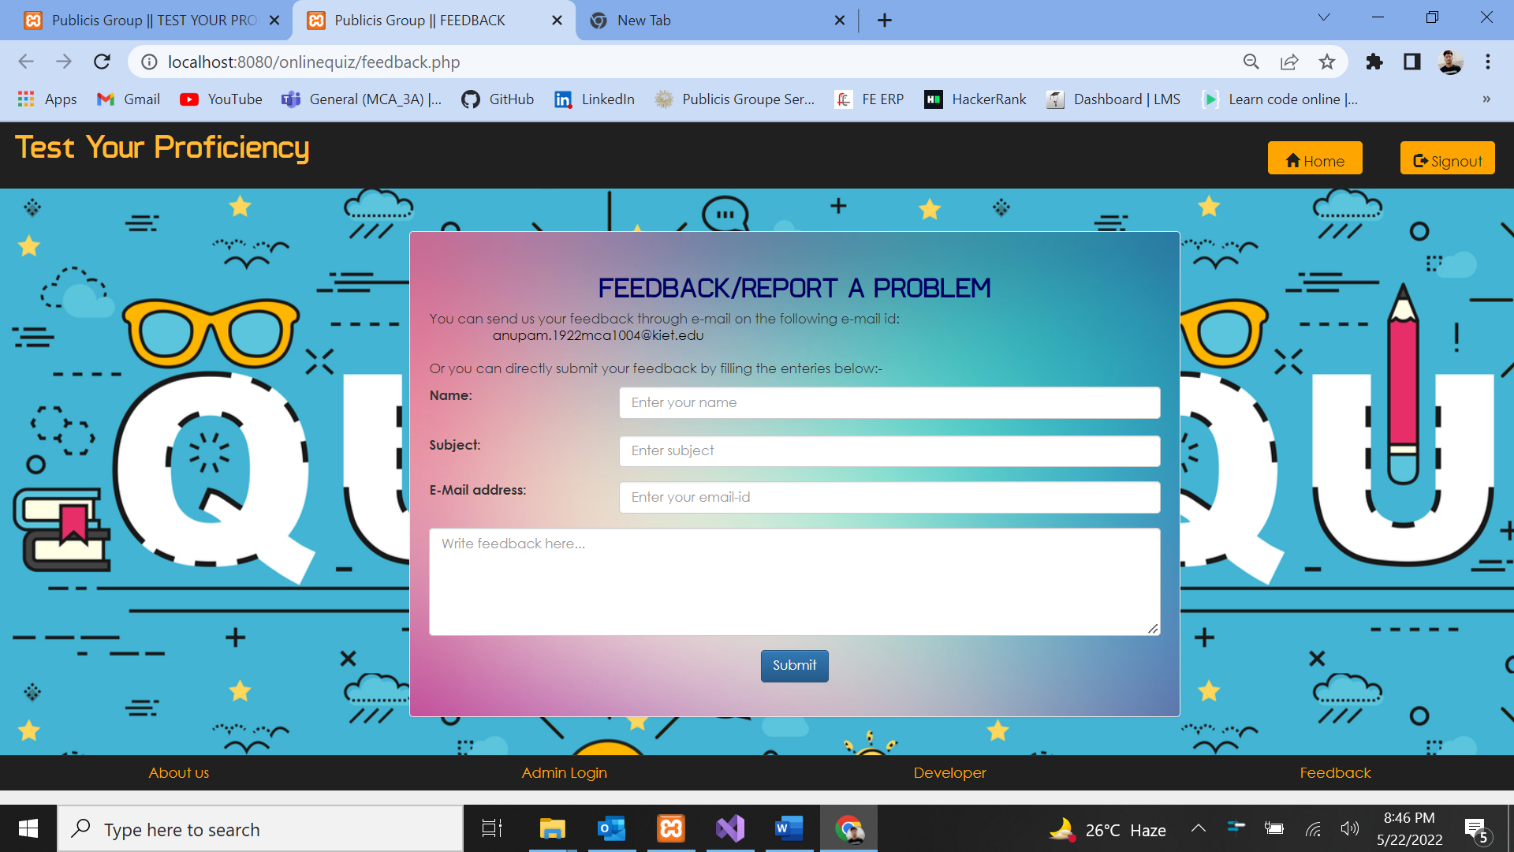 Publicis Group || TEST YOUR PRO
Publicis Group || FEEDBACK
New Tab
localhost:8080/onlinequiz/feedback.php
Apps
Gmail
YouTube
General (MCA_3A) |...
GitHub
LinkedIn
Publicis Groupe Ser...
FE ERP
HackerRank
Dashboard | LMS
Learn code online |...
»
Test Your Proficiency
Home
Signout
FEEDBACK/REPORT A PROBLEM
You can send us your feedback through e-mail on the following e-mail id:
anupam.1922mca1004@kiet.edu
Or you can directly submit your feedback by filling the enteries below:-
Name:
Enter your name
Subject:
Enter subject
E-Mail address:
Enter your email-id
Write feedback here...
Submit
QU
QU
About us
Admin Login
Developer
Feedback
Type here to search
26°C Haze
8:46 PM
5/22/2022
5